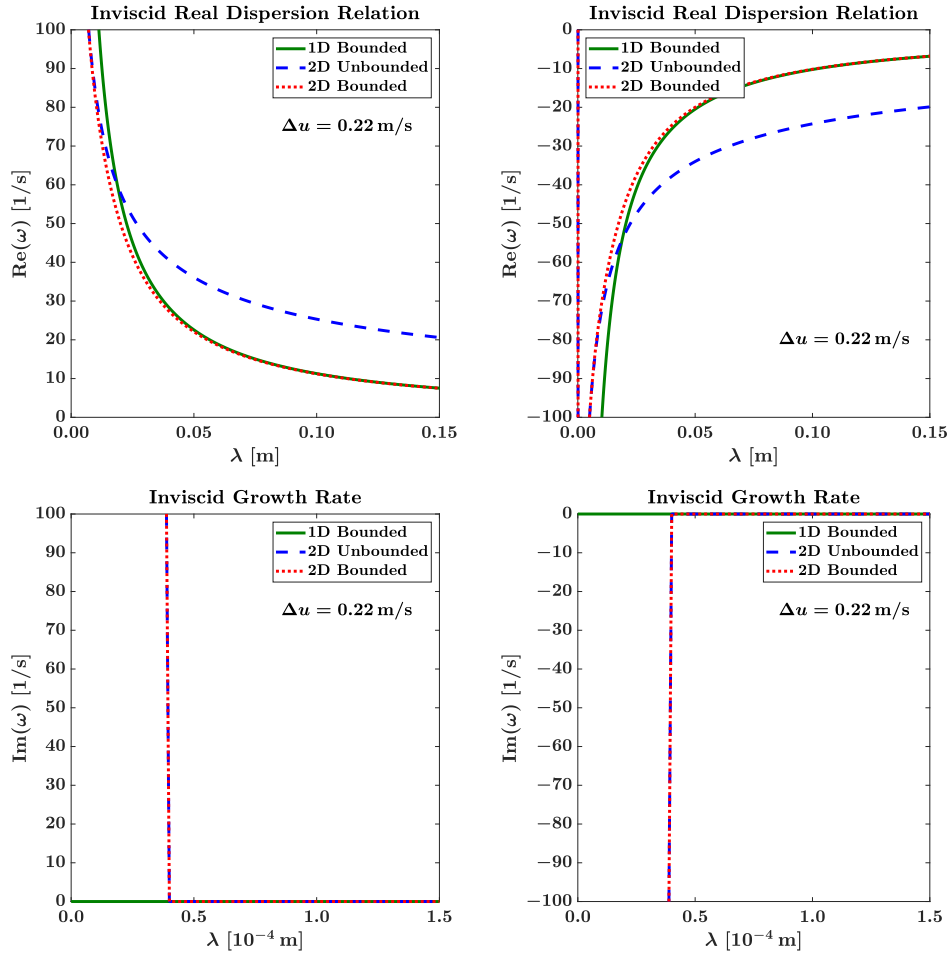 Inviscid Real Dispersion Relation
100
90
80
70
60
50
40
30
20
10
0
Re(ω) [1/s]
1D Bounded
2D Unbounded
2D Bounded
Δu = 0.22 m/s
0.00 0.05 0.10 0.15
λ [m]
Inviscid Real Dispersion Relation
0
−10
−20
−30
−40
−50
−60
−70
−80
−90
−100
Re(ω) [1/s]
1D Bounded
2D Unbounded
2D Bounded
Δu = 0.22 m/s
0.00 0.05 0.10 0.15
λ [m]
Inviscid Growth Rate
100
90
80
70
60
50
40
30
20
10
0
Im(ω) [1/s]
1D Bounded
2D Unbounded
2D Bounded
Δu = 0.22 m/s
0.0 0.5 1.0 1.5
λ [10⁻⁴ m]
Inviscid Growth Rate
0
−10
−20
−30
−40
−50
−60
−70
−80
−90
−100
Im(ω) [1/s]
1D Bounded
2D Unbounded
2D Bounded
Δu = 0.22 m/s
0.0 0.5 1.0 1.5
λ [10⁻⁴ m]